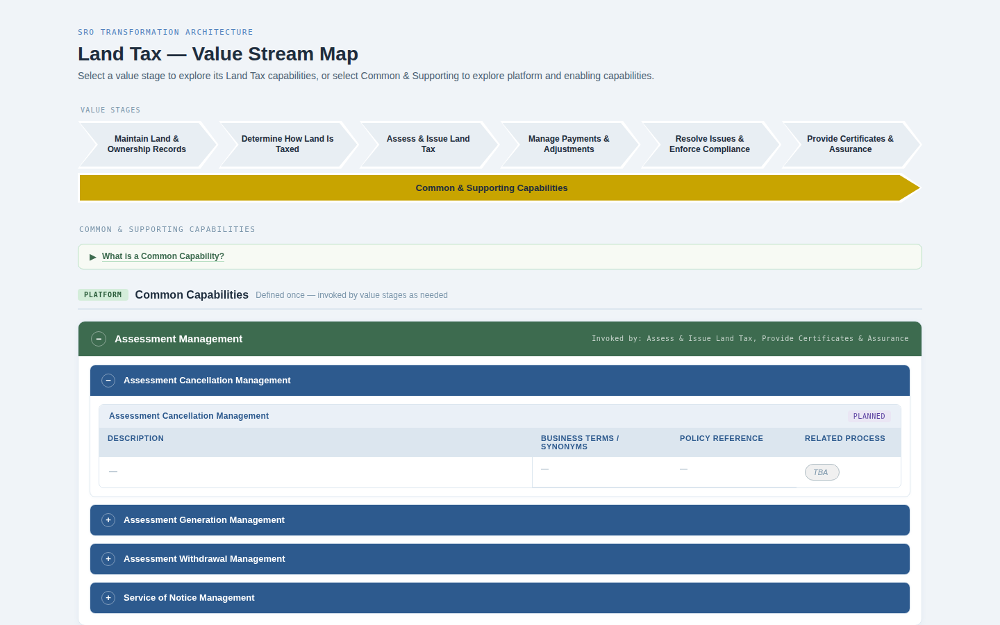 SRO TRANSFORMATION ARCHITECTURE
Land Tax — Value Stream Map
Select a value stage to explore its Land Tax capabilities, or select Common & Supporting to explore platform and enabling capabilities.
VALUE STAGES
Maintain Land &
Ownership Records
Determine How Land Is
Taxed
Assess & Issue Land
Tax
Manage Payments &
Adjustments
Resolve Issues &
Enforce Compliance
Provide Certificates &
Assurance
Common & Supporting Capabilities
COMMON & SUPPORTING CAPABILITIES
▶ What is a Common Capability?
PLATFORM Common Capabilities Defined once — invoked by value stages as needed
− Assessment Management Invoked by: Assess & Issue Land Tax, Provide Certificates & Assurance
− Assessment Cancellation Management
Assessment Cancellation Management PLANNED
DESCRIPTION
BUSINESS TERMS /
SYNONYMS
POLICY REFERENCE
RELATED PROCESS
— — — TBA
+ Assessment Generation Management
+ Assessment Withdrawal Management
+ Service of Notice Management